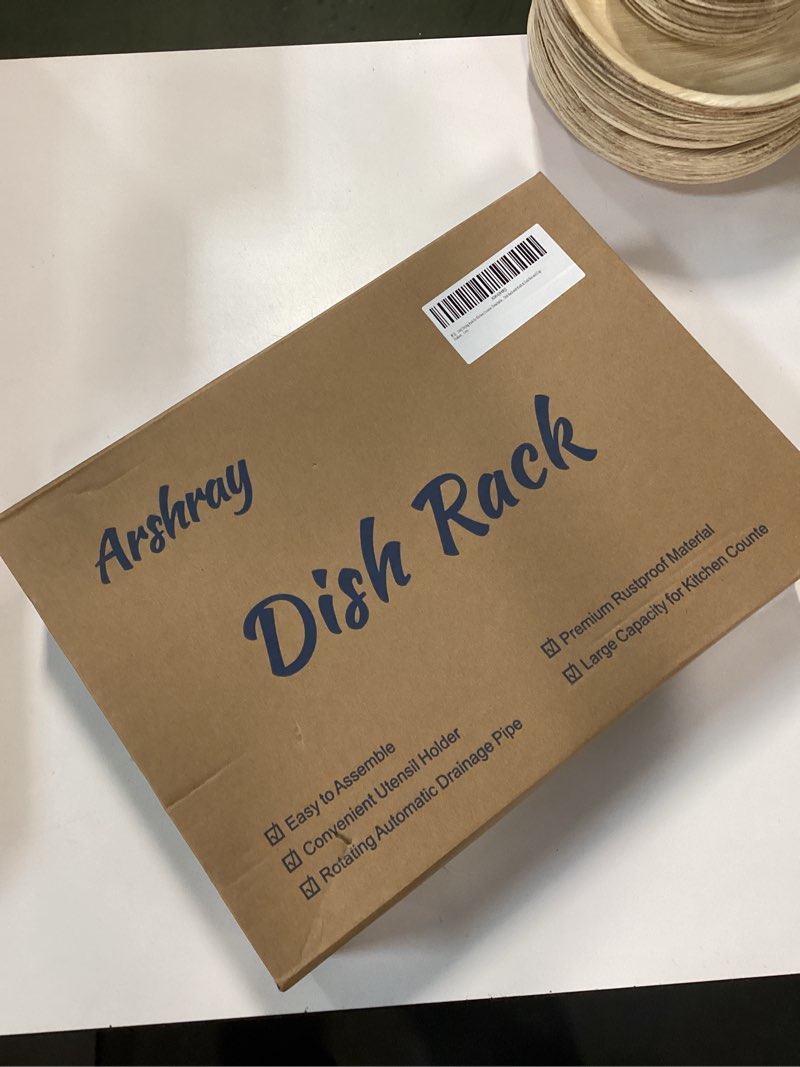 Arshray
Dish Rack
☑ Easy to Assemble
☑ Convenient Utensil Holder
☑ Rotating Automatic Drainage Pipe
☑ Premium Rustproof Material
☑ Large Capacity for Kitchen Counte